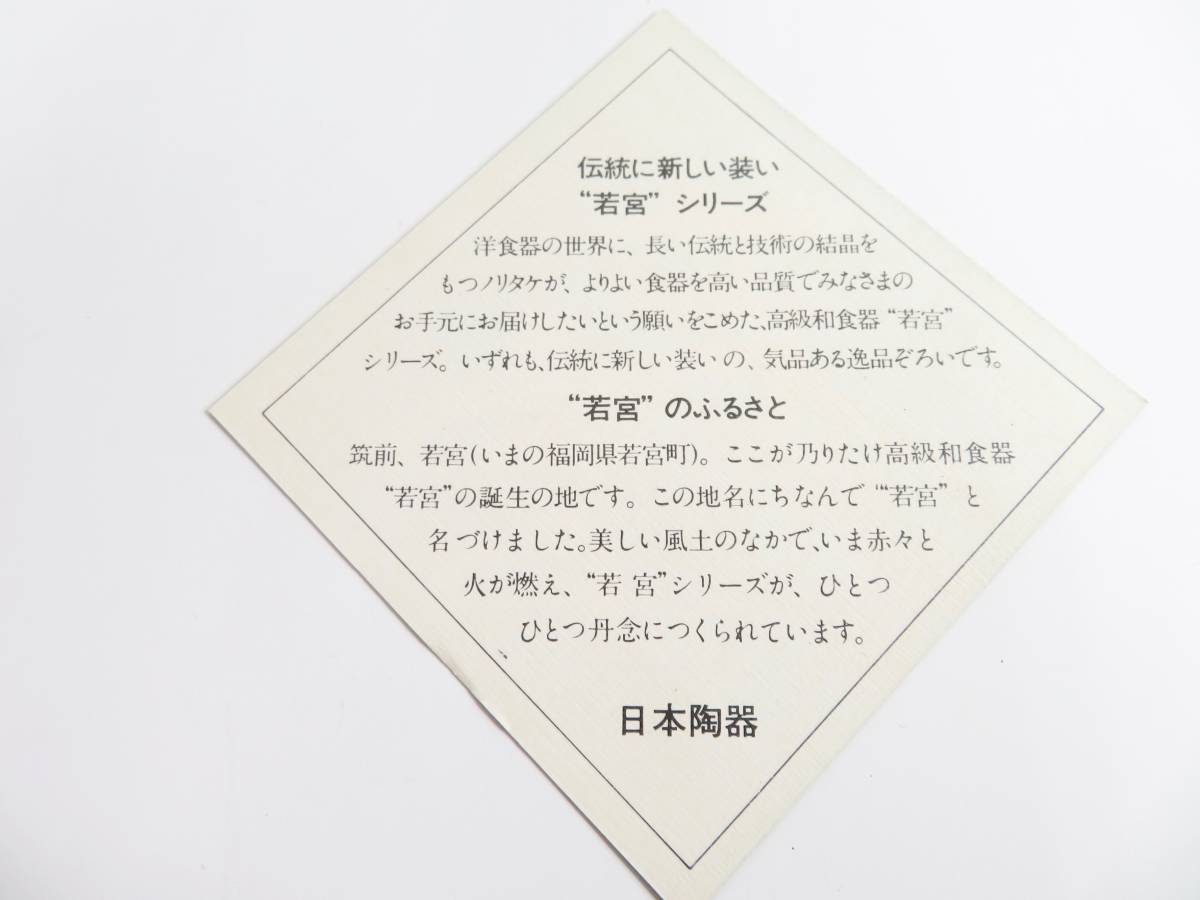 伝統に新しい装い
“若宮” シリーズ
洋食器の世界に、長い伝統と技術の結晶を
もつノリタケが、よりよい食器を高い品質でみなさまの
お手元にお届けしたいという願いをこめた、高級和食器 “若宮”
シリーズ。いずれも、伝統に新しい装いの、気品ある逸品ぞろいです。
“若宮” のふるさと
筑前、若宮(いまの福岡県若宮町)。ここが乃りたけ高級和食器
“若宮”の誕生の地です。この地名にちなんで “若宮” と
名づけました。美しい風土のなかで、いま赤々と
火が燃え、“若宮”シリーズが、ひとつ
ひとつ丹念につくられています。
日本陶器